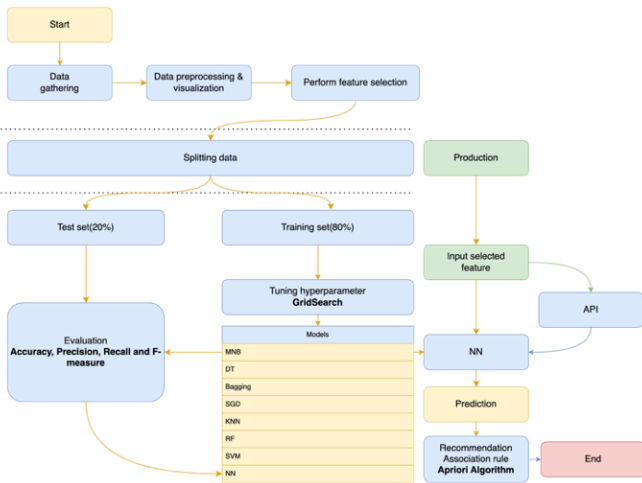 Start
Data
gathering
Data preprocessing &
visualization
Perform feature selection
Splitting data
Production
Test set(20%)
Training set(80%)
Input selected
feature
Tuning hyperparameter
GridSearch
API
Evaluation
Accuracy, Precision, Recall and F-
measure
Models
MNB
DT
Bagging
SGD
KNN
RF
SVM
NN
NN
Prediction
Recommendation
Association rule
Apriori Algorithm
End